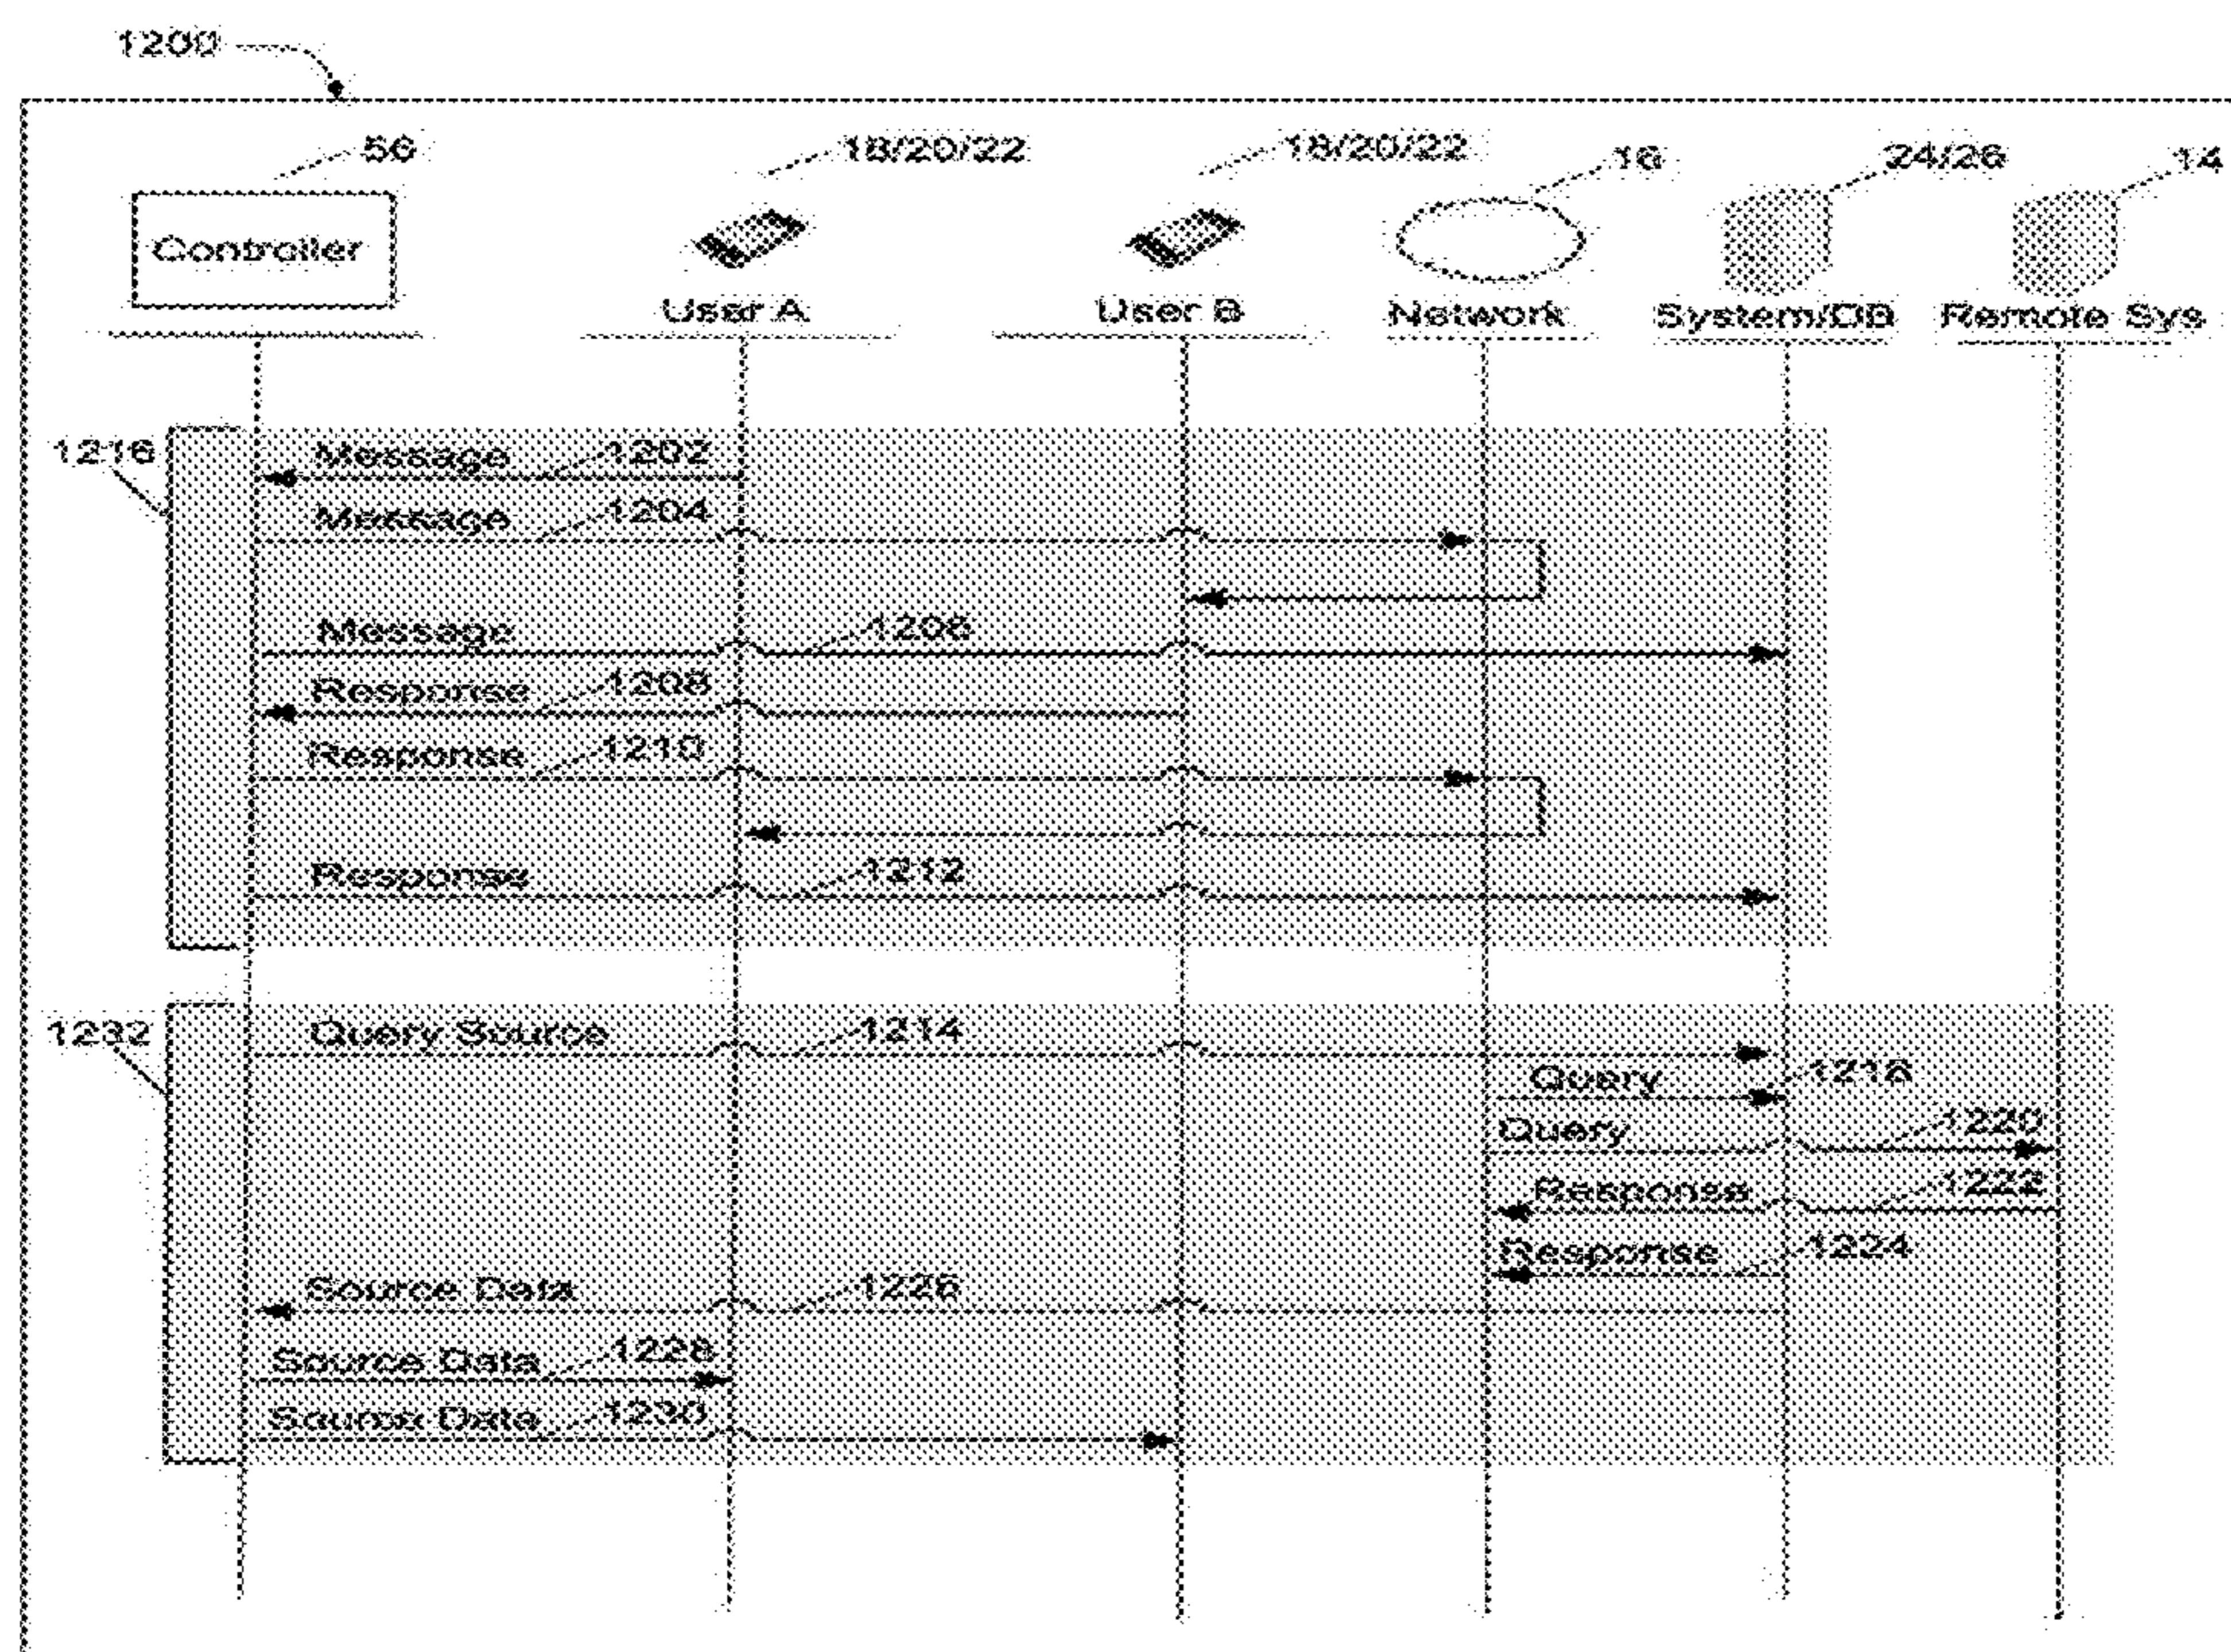 1200
56
18/20/22
18/20/22
16
24/26
14
Controller
User A
User B
Network
System/DB
Remote Sys
1216
Message 1202
Message 1204
Message 1206
Response 1208
Response 1210
Response 1212
1232
Query Source 1214
Query 1218
Query 1220
Response 1222
Response 1224
Source Data 1226
Source Data 1228
Source Data 1230